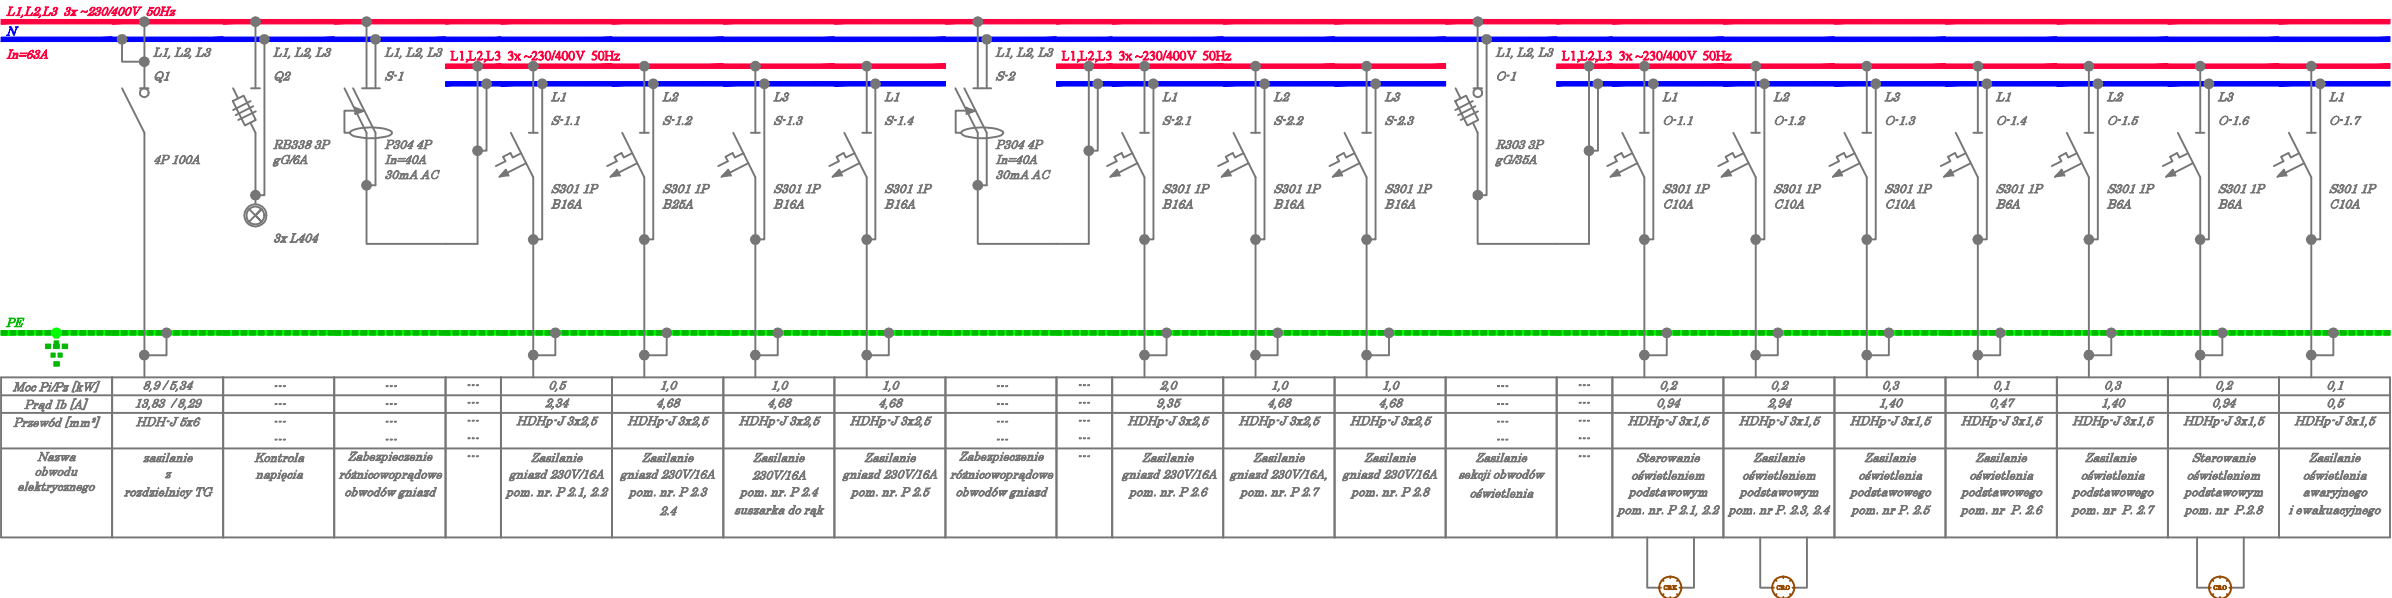 L1,L2,L3 3x ~230/400V 50Hz
N
In=63A
L1, L2, L3
Q1
4P 100A
L1, L2, L3
Q2
RB338 3P
gG/6A
3x L404
L1, L2, L3
S-1
P304 4P
In=40A
30mA AC
L1,L2,L3 3x ~230/400V 50Hz
L1
S-1.1
S301 1P
B16A
L2
S-1.2
S301 1P
B25A
L3
S-1.3
S301 1P
B16A
L1
S-1.4
S301 1P
B16A
L1, L2, L3
S-2
P304 4P
In=40A
30mA AC
L1,L2,L3 3x ~230/400V 50Hz
L1
S-2.1
S301 1P
B16A
L2
S-2.2
S301 1P
B16A
L3
S-2.3
S301 1P
B16A
L1, L2, L3
O-1
R303 3P
gG/35A
L1,L2,L3 3x ~230/400V 50Hz
L1
O-1.1
S301 1P
C10A
L2
O-1.2
S301 1P
C10A
L3
O-1.3
S301 1P
C10A
L1
O-1.4
S301 1P
B6A
L2
O-1.5
S301 1P
B6A
L3
O-1.6
S301 1P
B6A
L1
O-1.7
S301 1P
C10A
PE
Moc Pi/Pz [kW] 8,9 / 5,34 --- --- --- 0,5 1,0 1,0 1,0 --- --- 2,0 1,0 1,0 --- --- 0,2 0,2 0,3 0,1 0,3 0,2 0,1
Prąd Ib [A] 13,83 / 8,29 --- --- --- 2,34 4,68 4,68 4,68 --- --- 9,35 4,68 4,68 --- --- 0,94 2,94 1,40 0,47 1,40 0,94 0,5
Przewód [mm²] HDH-J 5x6 --- --- --- HDHp-J 3x2,5 HDHp-J 3x2,5 HDHp-J 3x2,5 HDHp-J 3x2,5 --- --- HDHp-J 3x2,5 HDHp-J 3x2,5 HDHp-J 3x2,5 --- --- HDHp-J 3x1,5 HDHp-J 3x1,5 HDHp-J 3x1,5 HDHp-J 3x1,5 HDHp-J 3x1,5 HDHp-J 3x1,5 HDHp-J 3x1,5
--- --- --- --- --- --- ---
Nazwa
obwodu
elektrycznego
zasilanie
z
rozdzielnicy TG
Kontrola
napięcia
Zabezpieczenie
różnicowoprądowe
obwodów gniazd
---
Zasilanie
gniazd 230V/16A
pom. nr. P 2.1, 2.2
Zasilanie
gniazd 230V/16A
pom. nr. P 2.3
2.4
Zasilanie
230V/16A
pom. nr. P 2.4
suszarka do rąk
Zasilanie
gniazd 230V/16A
pom. nr. P 2.5
Zabezpieczenie
różnicowoprądowe
obwodów gniazd
---
Zasilanie
gniazd 230V/16A
pom. nr. P 2.6
Zasilanie
gniazd 230V/16A,
pom. nr. P 2.7
Zasilanie
gniazd 230V/16A
pom. nr. P 2.8
Zasilanie
sekcji obwodów
oświetlenia
---
Sterowanie
oświetleniem
podstawowym
pom. nr P 2.1, 2.2
Zasilanie
oświetleniem
podstawowym
pom. nr P 2.3, 2.4
Zasilanie
oświetlenia
podstawowego
pom. nr P. 2.5
Zasilanie
oświetlenia
podstawowego
pom. nr P. 2.6
Zasilanie
oświetlenia
podstawowego
pom. nr P. 2.7
Sterowanie
oświetleniem
podstawowym
pom. nr P.2.8
Zasilanie
oświetlenia
awaryjnego
i ewakuacyjnego